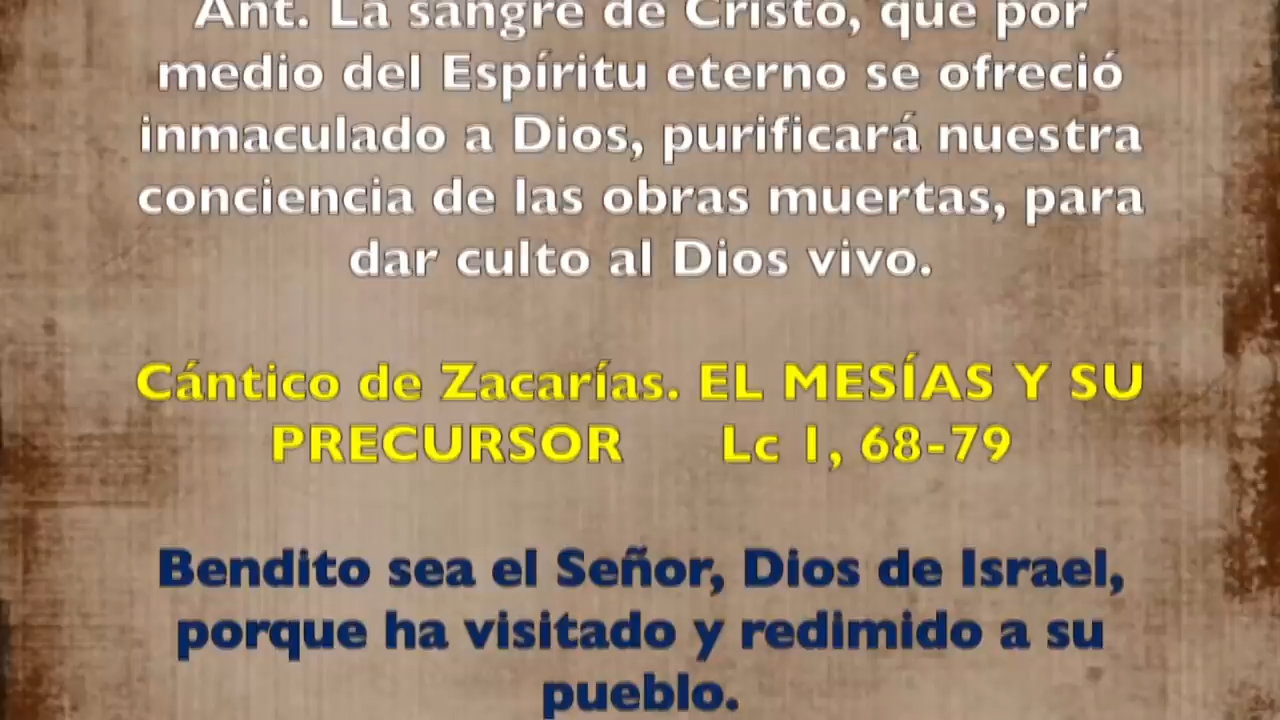 Ant. La sangre de Cristo, que por
medio del Espíritu eterno se ofreció
inmaculado a Dios, purificará nuestra
conciencia de las obras muertas, para
dar culto al Dios vivo.
Cántico de Zacarías. EL MESÍAS Y SU
PRECURSOR Lc 1, 68-79
Bendito sea el Señor, Dios de Israel,
porque ha visitado y redimido a su
pueblo.